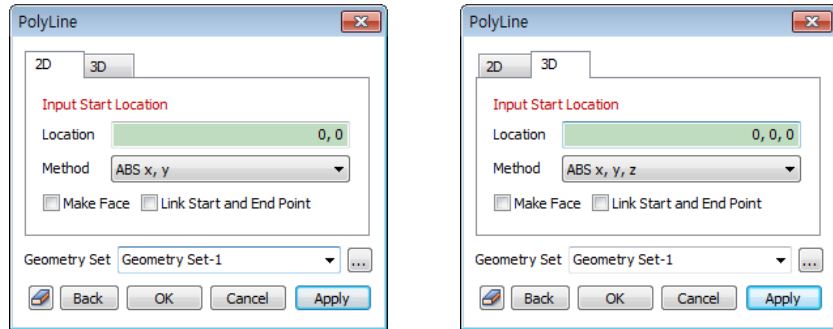 PolyLine
2D 3D
Input Start Location
Location 0, 0
Method ABS x, y
Make Face Link Start and End Point
Geometry Set Geometry Set-1 ...
Back OK Cancel Apply
PolyLine
2D 3D
Input Start Location
Location 0, 0, 0
Method ABS x, y, z
Make Face Link Start and End Point
Geometry Set Geometry Set-1 ...
Back OK Cancel Apply